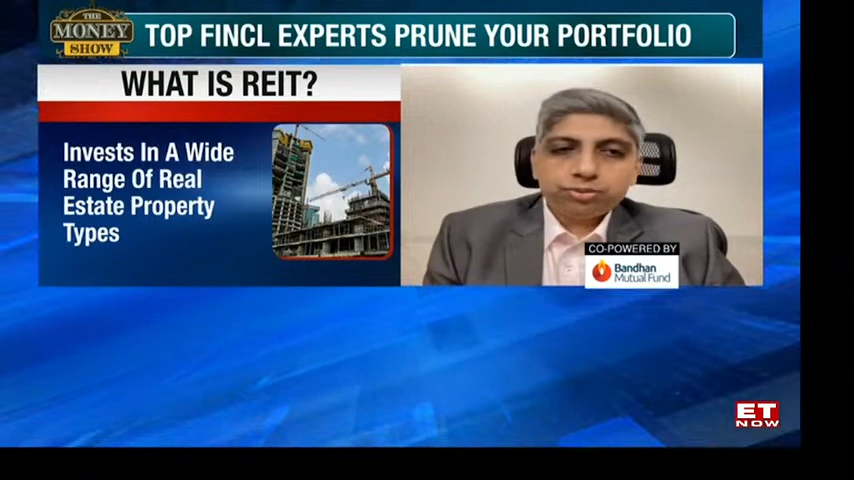 THE
MONEY
SHOW
TOP FINCL EXPERTS PRUNE YOUR PORTFOLIO
WHAT IS REIT?
Invests In A Wide
Range Of Real
Estate Property
Types
CO-POWERED BY
Bandhan
Mutual Fund
ET
NOW